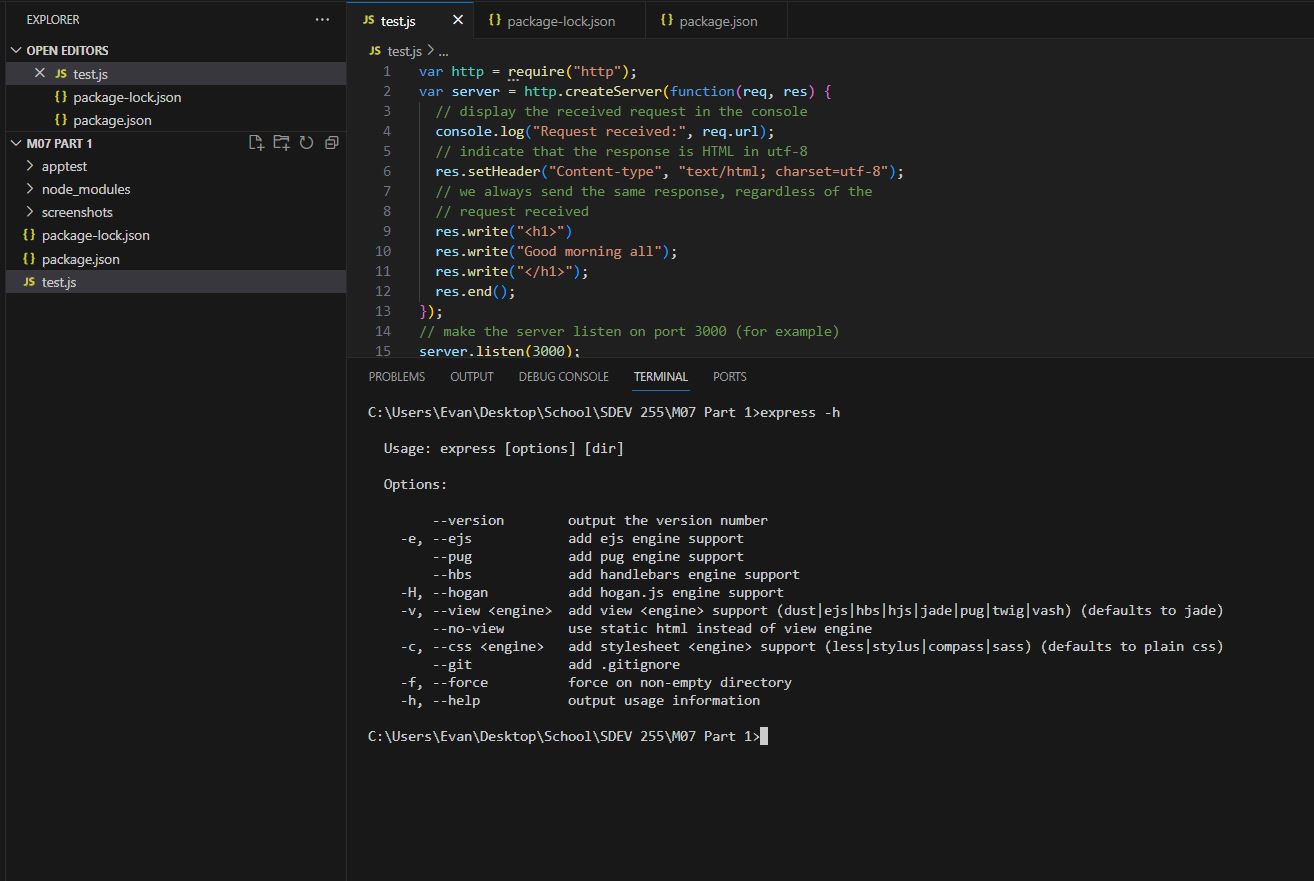 EXPLORER
···
OPEN EDITORS
JS test.js
{} package-lock.json
{} package.json
M07 PART 1
apptest
node_modules
screenshots
{} package-lock.json
{} package.json
JS test.js
JS test.js
{} package-lock.json
{} package.json
JS test.js > ...
1 var http = require("http");
2 var server = http.createServer(function(req, res) {
3 // display the received request in the console
4 console.log("Request received:", req.url);
5 // indicate that the response is HTML in utf-8
6 res.setHeader("Content-type", "text/html; charset=utf-8");
7 // we always send the same response, regardless of the
8 // request received
9 res.write("<h1>")
10 res.write("Good morning all");
11 res.write("</h1>");
12 res.end();
13 });
14 // make the server listen on port 3000 (for example)
15 server.listen(3000);
PROBLEMS OUTPUT DEBUG CONSOLE TERMINAL PORTS
C:\Users\Evan\Desktop\School\SDEV 255\M07 Part 1>express -h
Usage: express [options] [dir]
Options:
--version output the version number
-e, --ejs add ejs engine support
--pug add pug engine support
--hbs add handlebars engine support
-H, --hogan add hogan.js engine support
-v, --view <engine> add view <engine> support (dust|ejs|hbs|hjs|jade|pug|twig|vash) (defaults to jade)
--no-view use static html instead of view engine
-c, --css <engine> add stylesheet <engine> support (less|stylus|compass|sass) (defaults to plain css)
--git add .gitignore
-f, --force force on non-empty directory
-h, --help output usage information
C:\Users\Evan\Desktop\School\SDEV 255\M07 Part 1>